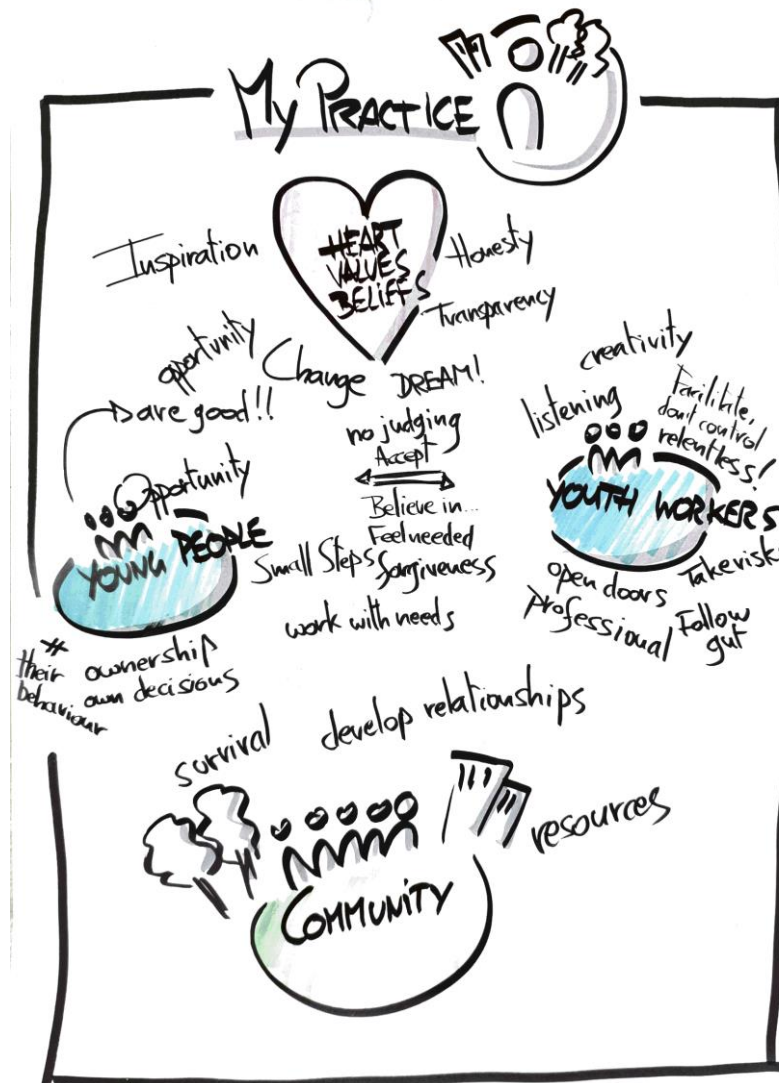 My PRACTICE
HEART
VALUES
BELIEFS
Inspiration
Honesty
Transparency
opportunity
Change DREAM!
Dare good!!
no judging
Accept
Believe in...
Feel needed
forgiveness
Small Steps
work with needs
Opportunity
YOUNG PEOPLE
* their
behaviour
ownership
own decisions
creativity
listening
Facilitate,
dont control
relentless!
YOUTH WORKERS
open doors
Take risks
professional
Follow
gut
survival
develop relationships
resources
COMMUNITY